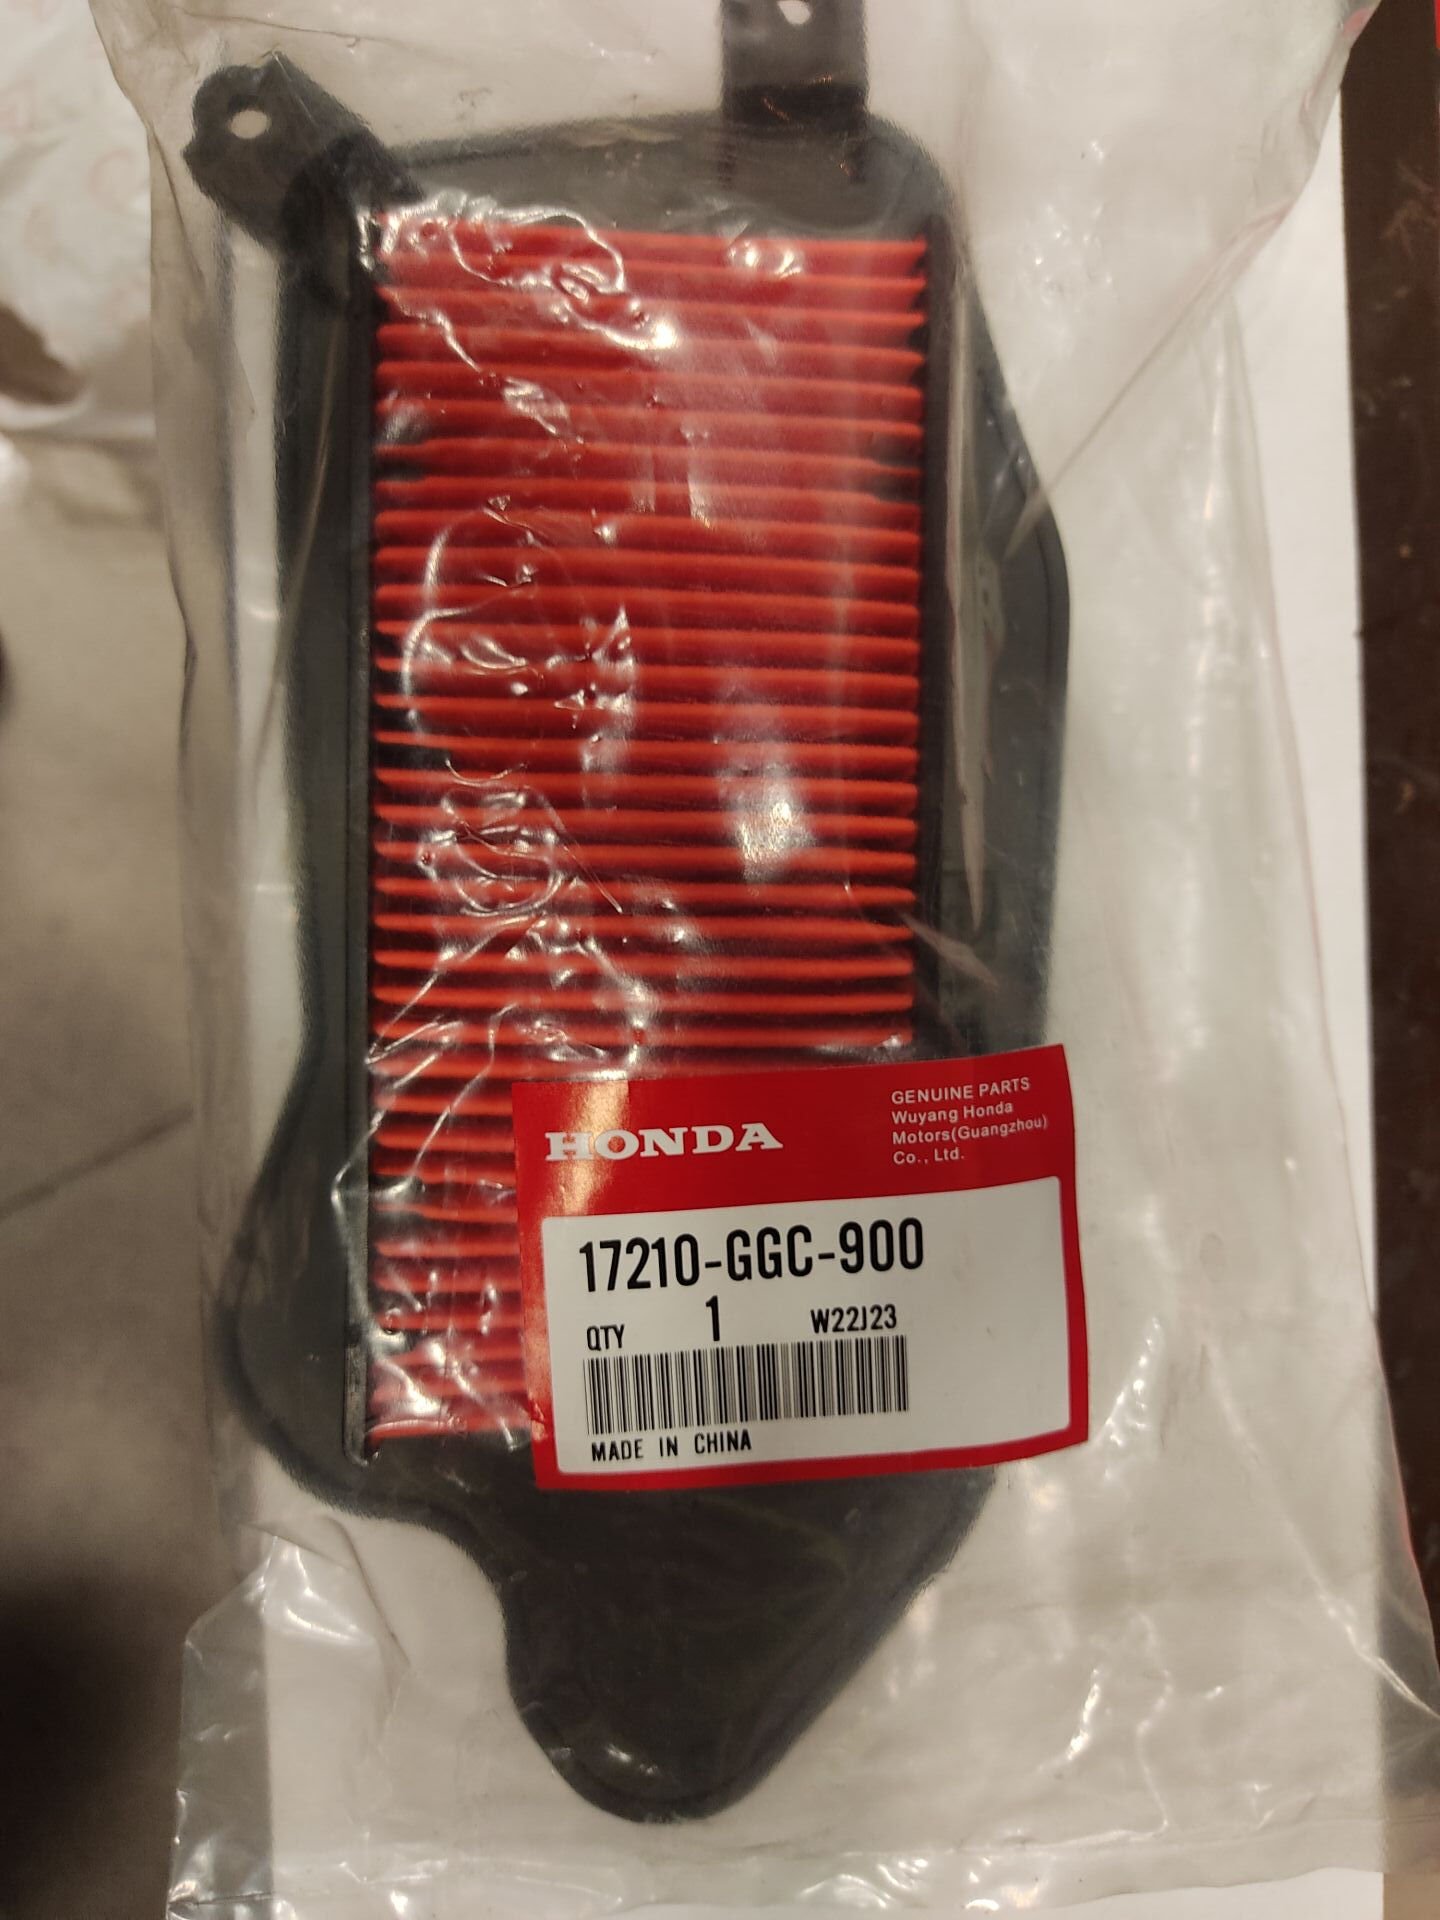 HONDA
GENUINE PARTS
Wuyang Honda
Motors(Guangzhou)
Co., Ltd.
17210-GGC-900
QTY 1 W22J23
MADE IN CHINA